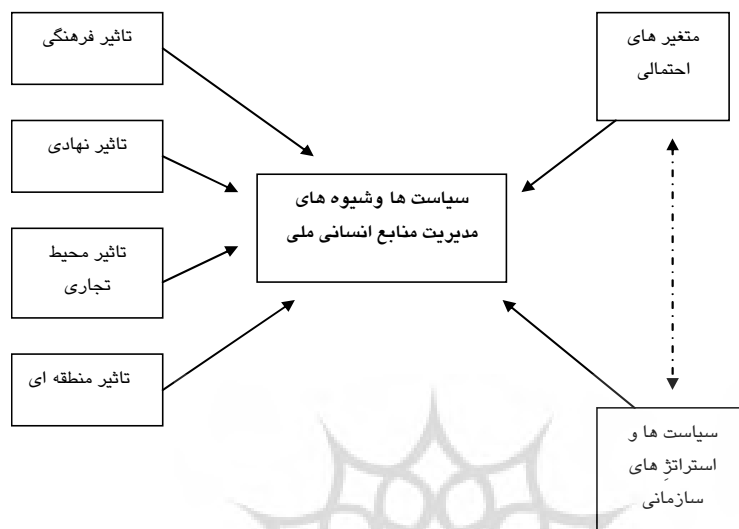 تاثیر فرهنگی
متغیر های
احتمالی
تاثیر نهادی
سیاست ها وشیوه های
مدیریت منابع انسانی ملی
تاثیر محیط
تجاری
تاثیر منطقه ای
سیاست ها و
استراتژِ های
سازمانی